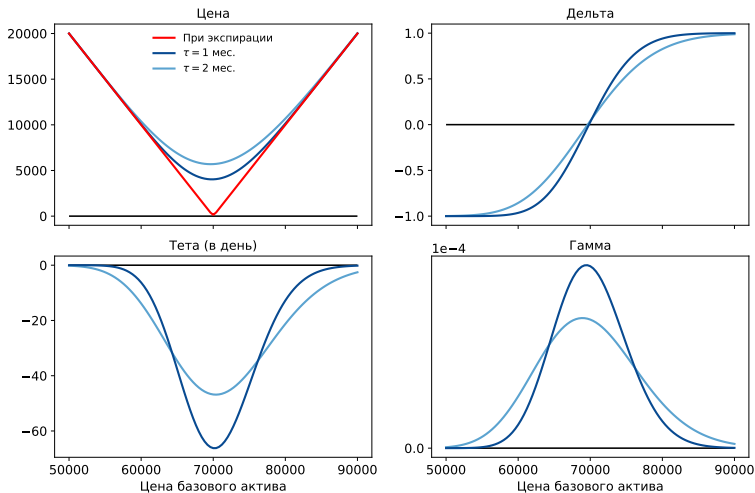 Цена
Дельта
20000
15000
10000
5000
0
При экспирации
τ = 1 мес.
τ = 2 мес.
1.0
0.5
0.0
−0.5
−1.0
Тета (в день)
Гамма
1e−4
0
−20
−40
−60
0.0
50000 60000 70000 80000 90000
50000 60000 70000 80000 90000
Цена базового актива
Цена базового актива